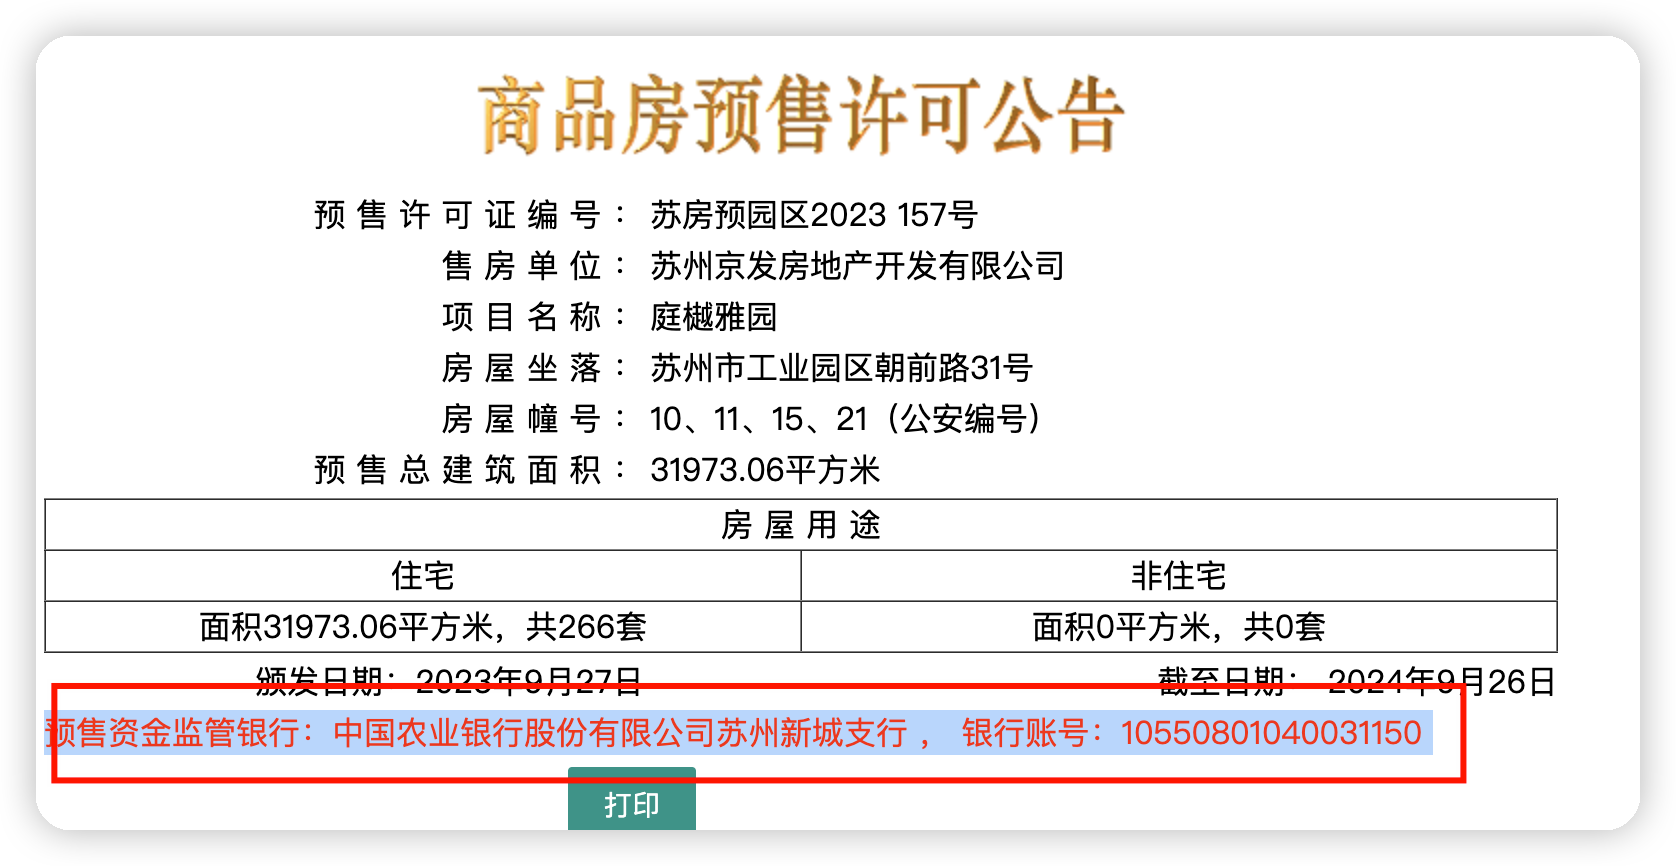 商品房预售许可公告
预售许可证编号： 苏房预园区2023 157号
售房单位： 苏州京发房地产开发有限公司
项目名称： 庭樾雅园
房屋坐落： 苏州市工业园区朝前路31号
房屋幢号： 10、11、15、21（公安编号）
预售总建筑面积： 31973.06平方米
房屋用途
住宅 非住宅
面积31973.06平方米，共266套 面积0平方米，共0套
颁发日期：2023年9月27日 截至日期： 2024年9月26日
预售资金监管银行：中国农业银行股份有限公司苏州新城支行 ， 银行账号：10550801040031150
打印